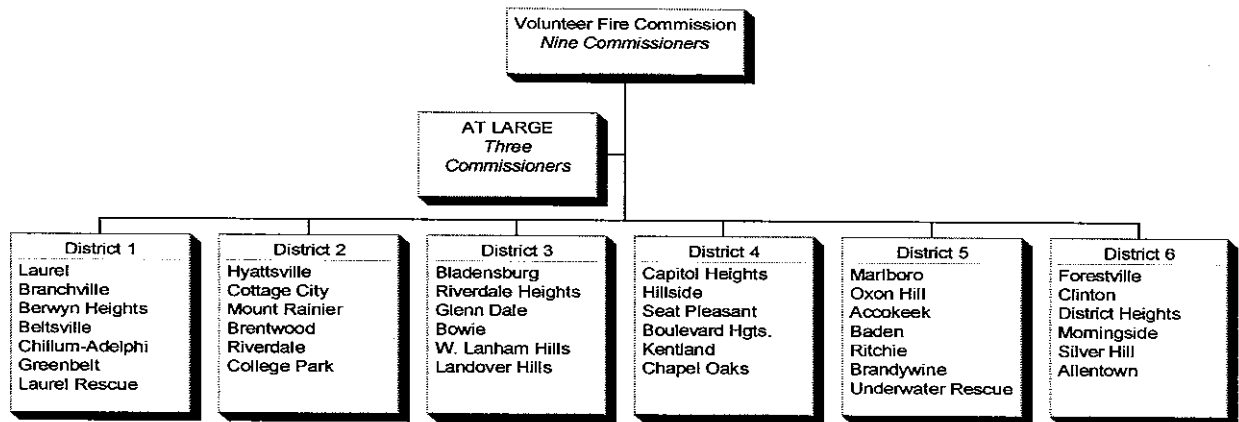 Volunteer Fire Commission
Nine Commissioners
AT LARGE
Three
Commissioners
District 1
Laurel
Branchville
Berwyn Heights
Beltsville
Chillum-Adelphi
Greenbelt
Laurel Rescue
District 2
Hyattsville
Cottage City
Mount Rainier
Brentwood
Riverdale
College Park
District 3
Bladensburg
Riverdale Heights
Glenn Dale
Bowie
W. Lanham Hills
Landover Hills
District 4
Capitol Heights
Hillside
Seat Pleasant
Boulevard Hgts.
Kentland
Chapel Oaks
District 5
Marlboro
Oxon Hill
Accokeek
Baden
Ritchie
Brandywine
Underwater Rescue
District 6
Forestville
Clinton
District Heights
Morningside
Silver Hill
Allentown